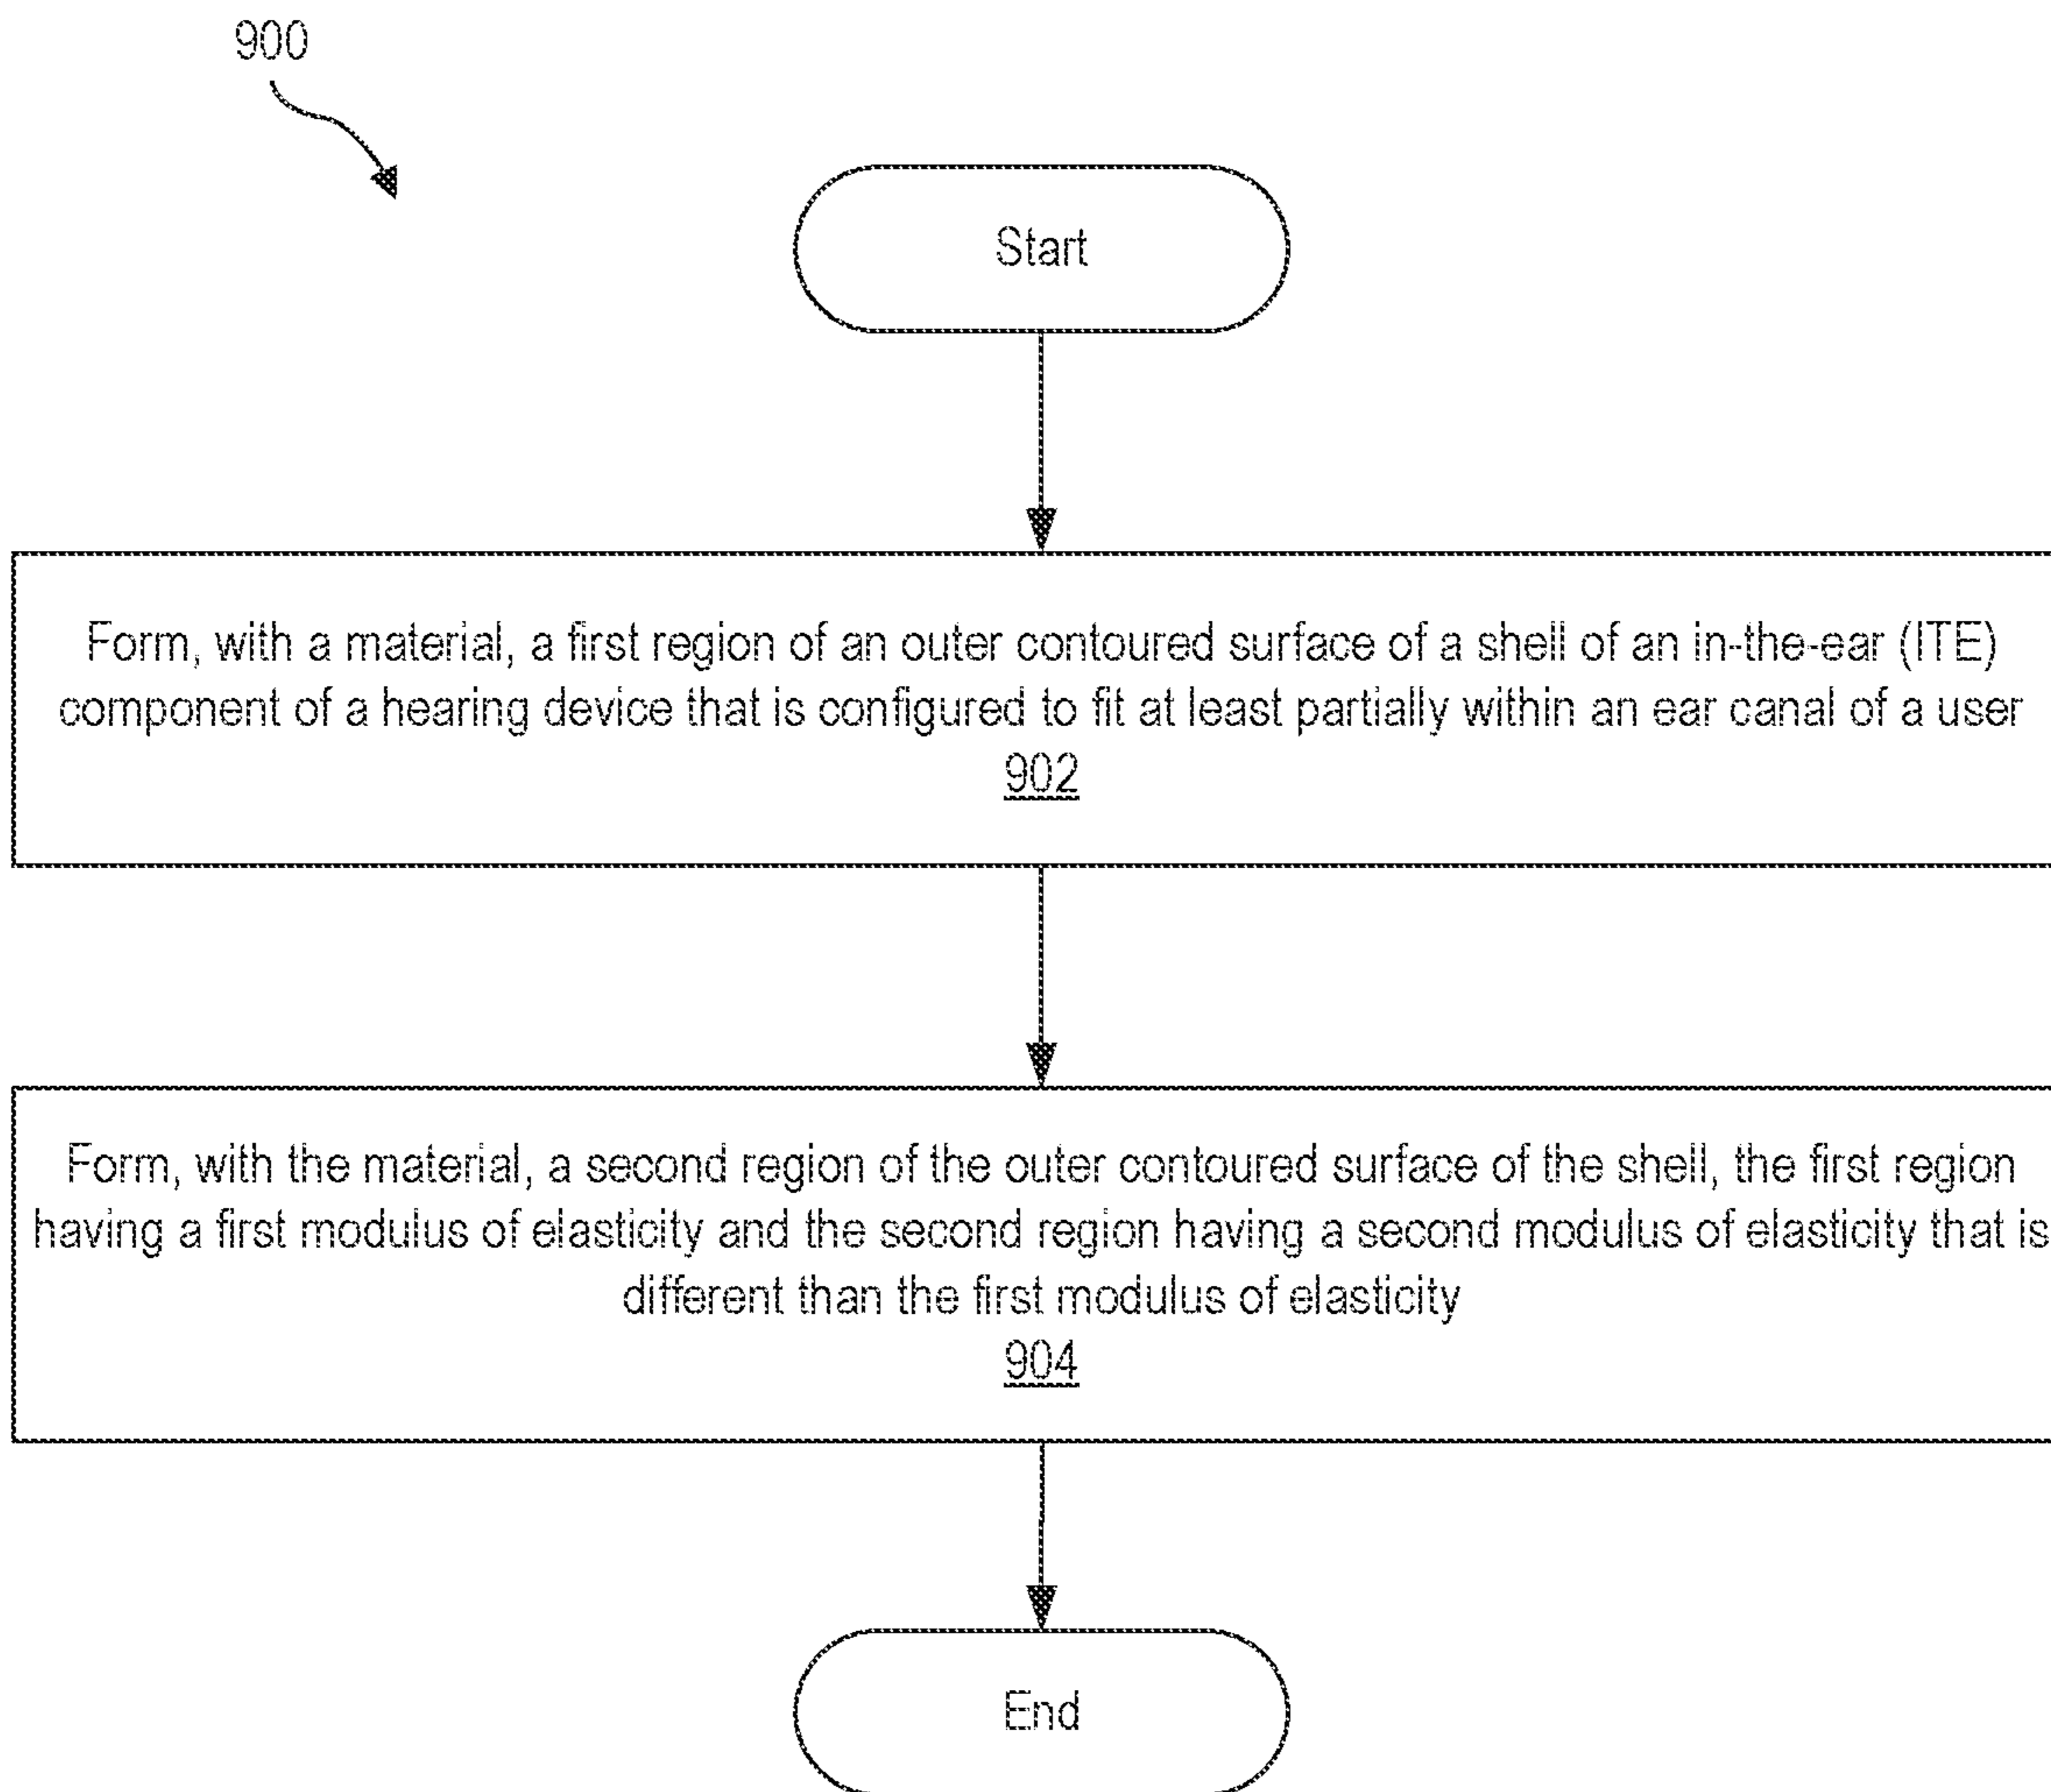 900
Start
Form, with a material, a first region of an outer contoured surface of a shell of an in-the-ear (ITE)
component of a hearing device that is configured to fit at least partially within an ear canal of a user
902
Form, with the material, a second region of the outer contoured surface of the shell, the first region
having a first modulus of elasticity and the second region having a second modulus of elasticity that is
different than the first modulus of elasticity
904
End